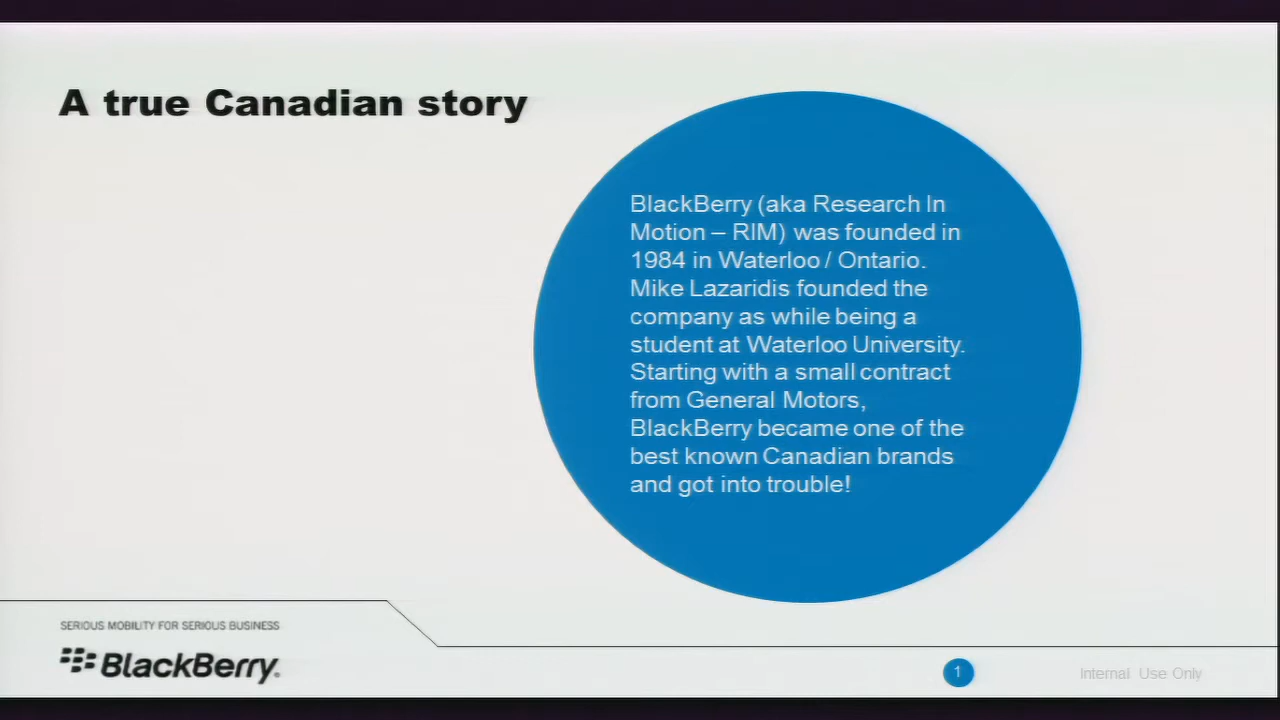 A true Canadian story
BlackBerry (aka Research In
Motion – RIM) was founded in
1984 in Waterloo / Ontario.
Mike Lazaridis founded the
company as while being a
student at Waterloo University.
Starting with a small contract
from General Motors,
BlackBerry became one of the
best known Canadian brands
and got into trouble!
SERIOUS MOBILITY FOR SERIOUS BUSINESS
BlackBerry.
1
Internal Use Only